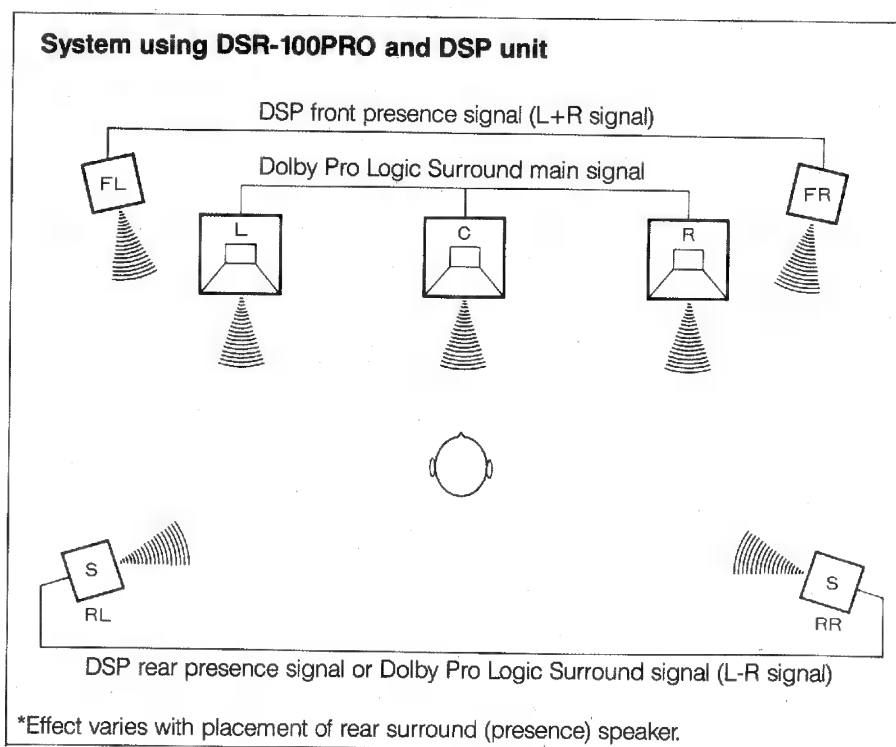 System using DSR-100PRO and DSP unit
DSP front presence signal (L+R signal)
Dolby Pro Logic Surround main signal
FL
FR
L
C
R
S
S
RL
RR
DSP rear presence signal or Dolby Pro Logic Surround signal (L-R signal)
*Effect varies with placement of rear surround (presence) speaker.